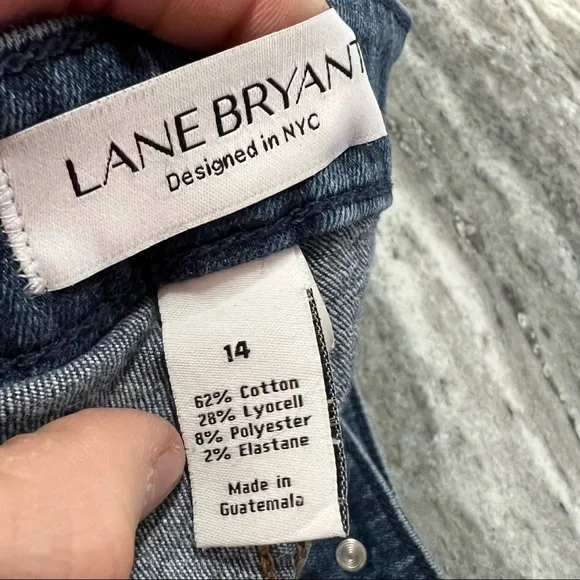 LANE BRYANT
Designed in NYC
14
62% Cotton
28% Lyocell
8% Polyester
2% Elastane
Made in
Guatemala